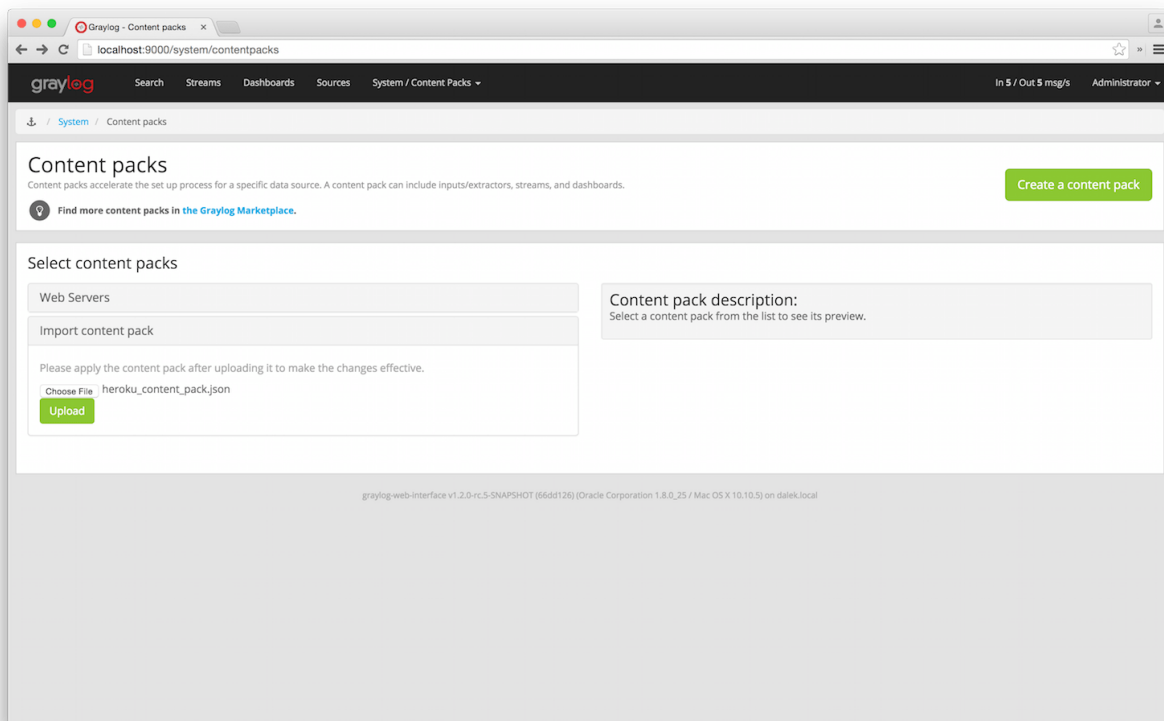 Graylog - Content packs
localhost:9000/system/contentpacks
graylog Search Streams Dashboards Sources System / Content Packs In 5 / Out 5 msg/s Administrator
/ System / Content packs
Content packs
Content packs accelerate the set up process for a specific data source. A content pack can include inputs/extractors, streams, and dashboards.
Create a content pack
Find more content packs in the Graylog Marketplace.
Select content packs
Web Servers
Import content pack
Please apply the content pack after uploading it to make the changes effective.
Choose File heroku_content_pack.json
Upload
Content pack description:
Select a content pack from the list to see its preview.
graylog-web-interface v1.2.0-rc.5-SNAPSHOT (66dd126) (Oracle Corporation 1.8.0_25 / Mac OS X 10.10.5) on dalek.local